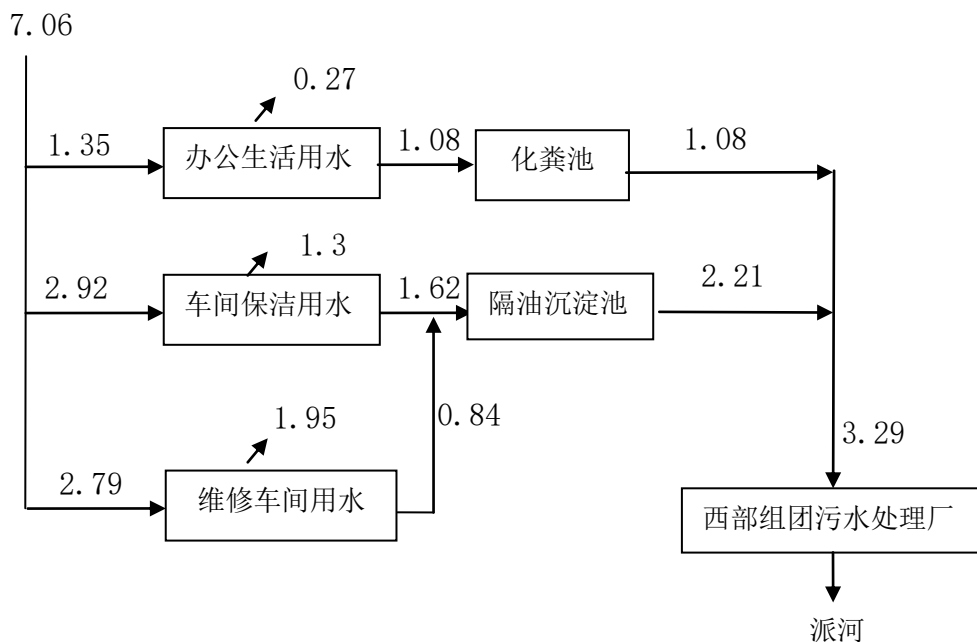 7.06
0.27
1.35
办公生活用水
1.08
化粪池
1.08
1.3
2.92
车间保洁用水
1.62
隔油沉淀池
2.21
1.95
0.84
2.79
维修车间用水
3.29
西部组团污水处理厂
派河